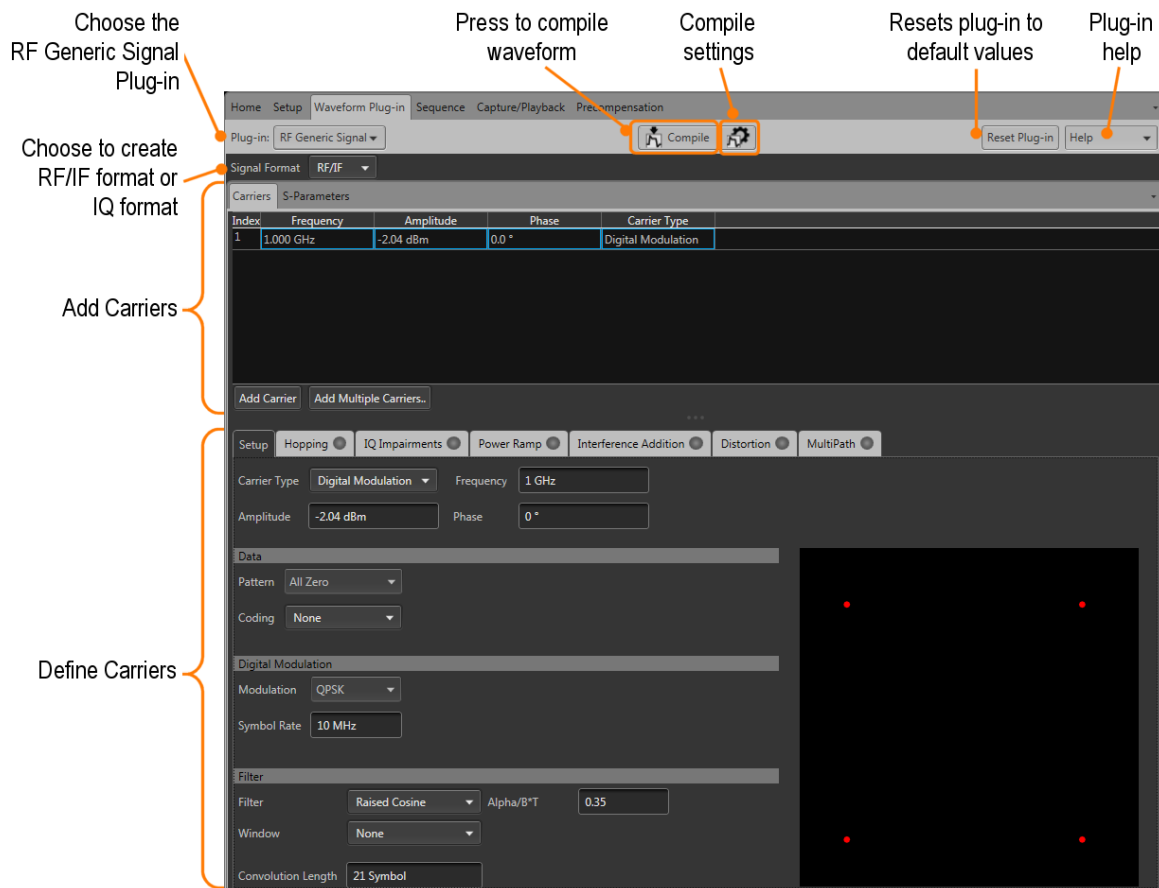 Choose the
RF Generic Signal
Plug-in
Press to compile
waveform
Compile
settings
Resets plug-in to
default values
Plug-in
help
Choose to create
RF/IF format or
IQ format
Add Carriers
Define Carriers
Home Setup Waveform Plug-in Sequence Capture/Playback Precompensation
Plug-in: RF Generic Signal Compile Reset Plug-in Help
Signal Format RF/IF
Carriers S-Parameters
Index Frequency Amplitude Phase Carrier Type
1 1.000 GHz -2.04 dBm 0.0 ° Digital Modulation
Add Carrier Add Multiple Carriers..
Setup Hopping IQ Impairments Power Ramp Interference Addition Distortion MultiPath
Carrier Type Digital Modulation Frequency 1 GHz
Amplitude -2.04 dBm Phase 0 °
Data
Pattern All Zero
Coding None
Digital Modulation
Modulation QPSK
Symbol Rate 10 MHz
Filter
Filter Raised Cosine Alpha/B*T 0.35
Window None
Convolution Length 21 Symbol